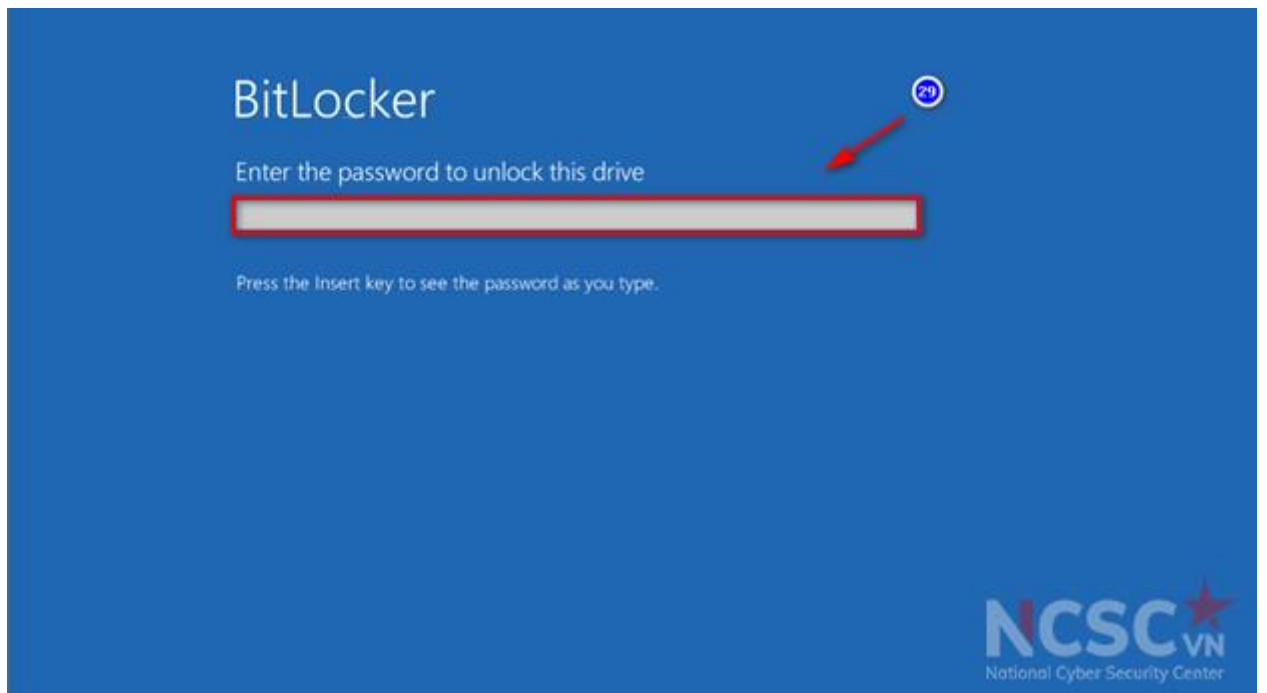 BitLocker
29
Enter the password to unlock this drive
Press the Insert key to see the password as you type.
NCSC VN
National Cyber Security Center